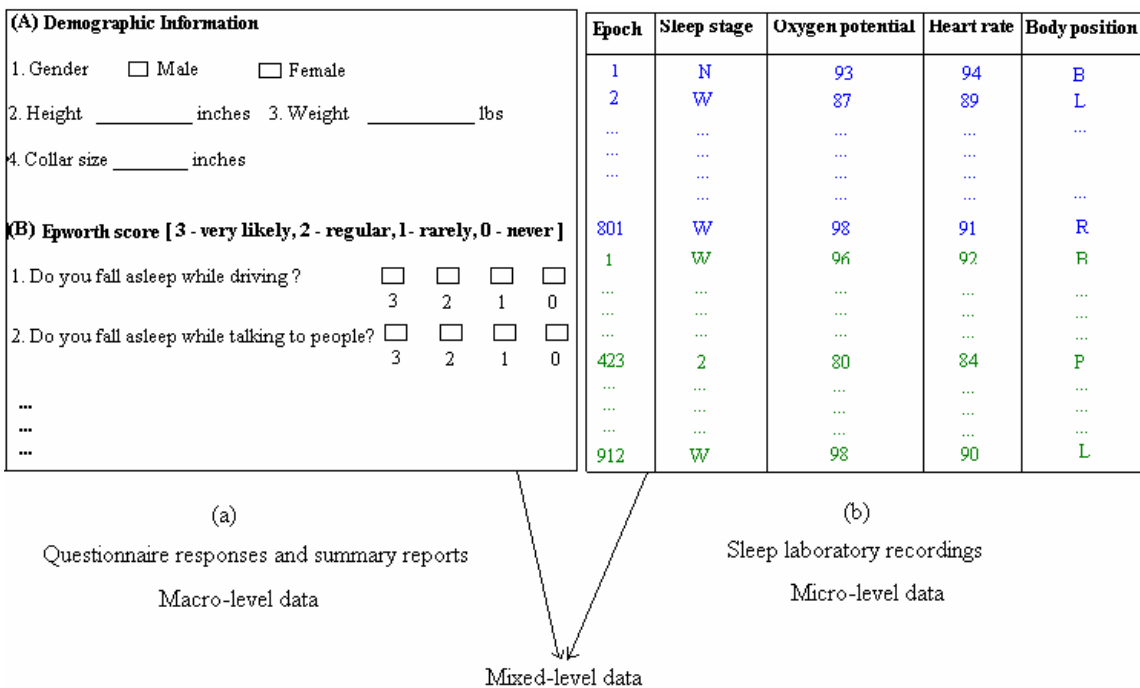 (A) Demographic Information
1. Gender Male Female
2. Height __________ inches 3. Weight __________ lbs
4. Collar size _______ inches
(B) Epworth score [ 3 - very likely, 2 - regular, 1- rarely, 0 - never ]
1. Do you fall asleep while driving ?
3 2 1 0
2. Do you fall asleep while talking to people?
3 2 1 0
...
...
...
Epoch Sleep stage Oxygen potential Heart rate Body position
1 N 93 94 B
2 W 87 89 L
... ... ... ... ...
... ... ... ...
... ... ... ...
... ... ... ...
801 W 98 91 R
1 W 96 92 B
... ... ... ... ...
... ... ... ... ...
... ... ... ... ...
423 2 80 84 P
... ... ... ... ...
... ... ... ... ...
... ... ... ... ...
912 W 98 90 L
(a)
Questionnaire responses and summary reports
Macro-level data
(b)
Sleep laboratory recordings
Micro-level data
Mixed-level data